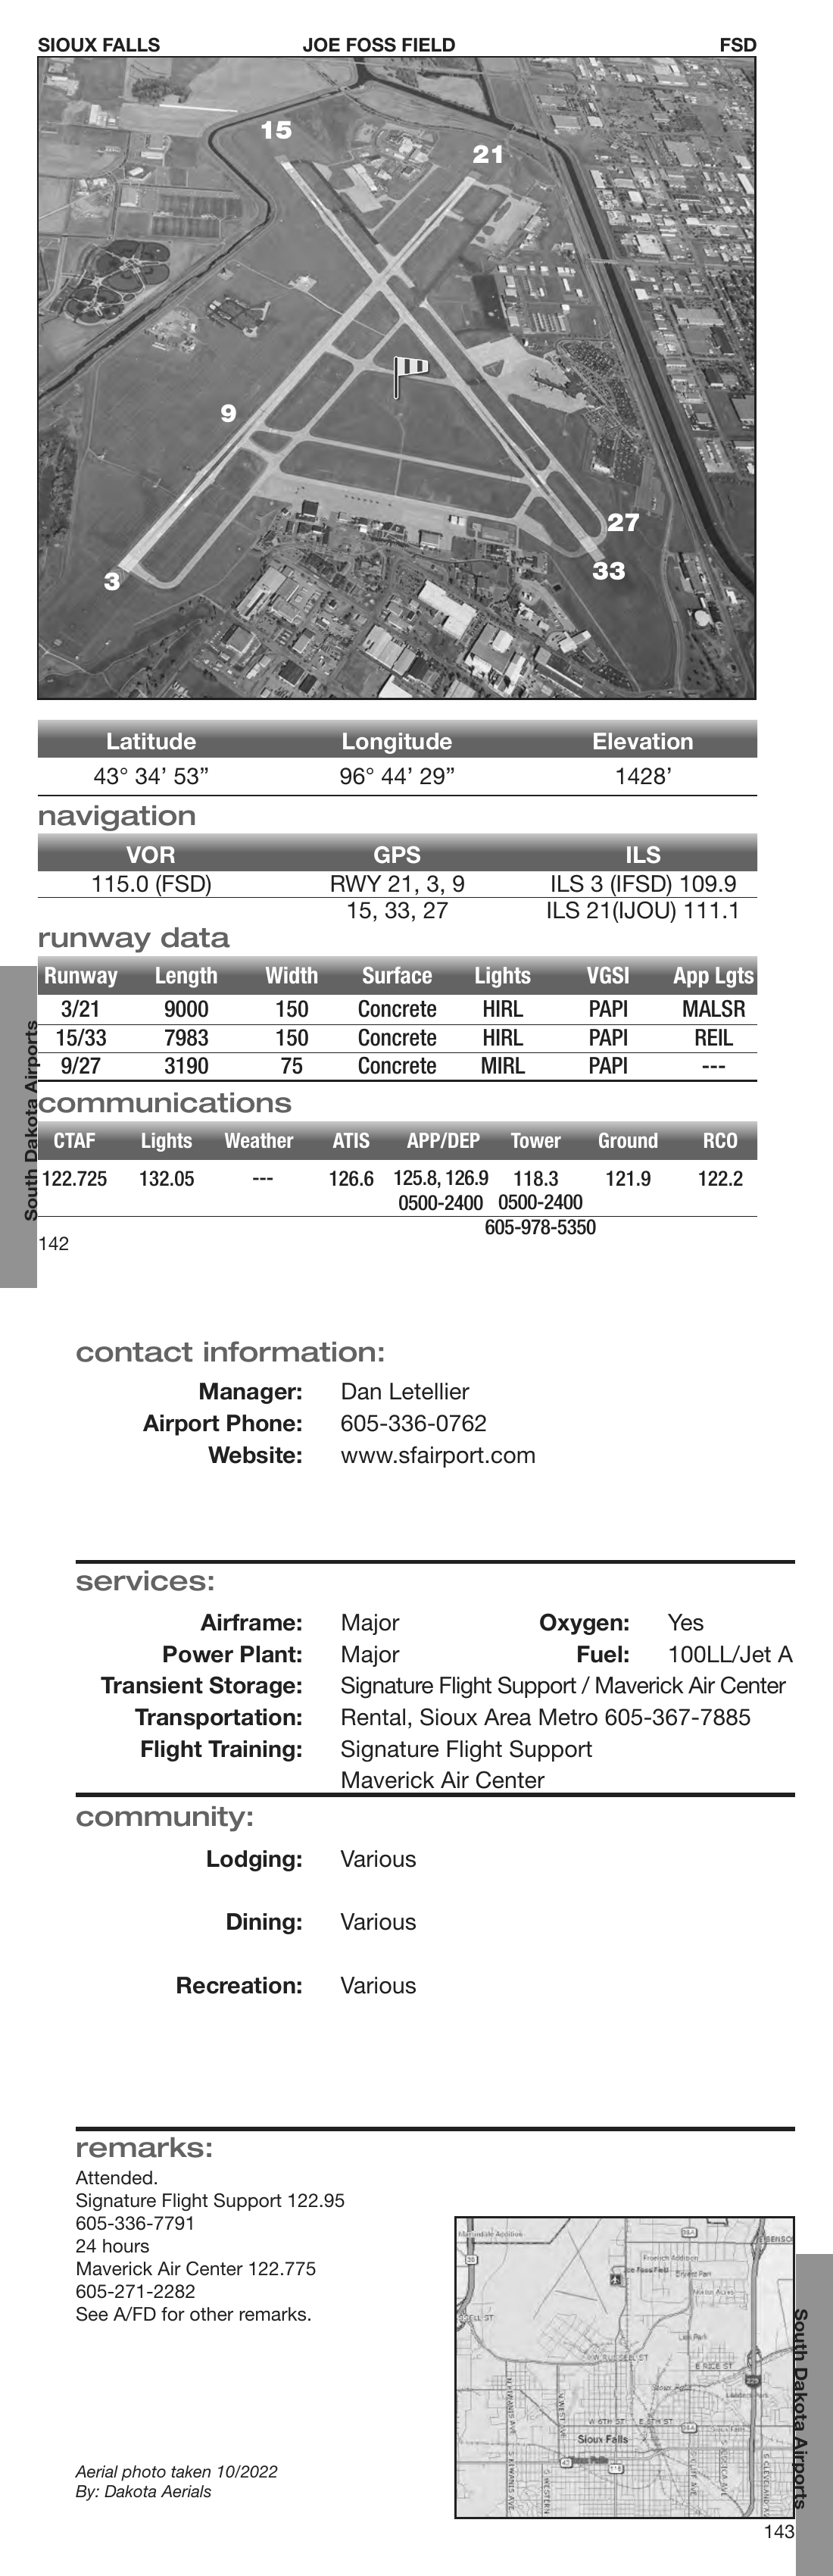 SIOUX FALLS JOE FOSS FIELD FSD
15
21
9
27
33
3
Latitude Longitude Elevation
43° 34’ 53” 96° 44’ 29” 1428’
navigation
VOR GPS ILS
115.0 (FSD) RWY 21, 3, 9 ILS 3 (IFSD) 109.9
15, 33, 27 ILS 21(IJOU) 111.1
runway data
Runway Length Width Surface Lights VGSI App Lgts
3/21 9000 150 Concrete HIRL PAPI MALSR
15/33 7983 150 Concrete HIRL PAPI REIL
9/27 3190 75 Concrete MIRL PAPI ---
communications
CTAF Lights Weather ATIS APP/DEP Tower Ground RCO
122.725 132.05 --- 126.6 125.8, 126.9 118.3 121.9 122.2
0500-2400 0500-2400
605-978-5350
South Dakota Airports
142
contact information:
Manager: Dan Letellier
Airport Phone: 605-336-0762
Website: www.sfairport.com
services:
Airframe: Major Oxygen: Yes
Power Plant: Major Fuel: 100LL/Jet A
Transient Storage: Signature Flight Support / Maverick Air Center
Transportation: Rental, Sioux Area Metro 605-367-7885
Flight Training: Signature Flight Support
Maverick Air Center
community:
Lodging: Various
Dining: Various
Recreation: Various
remarks:
Attended.
Signature Flight Support 122.95
605-336-7791
24 hours
Maverick Air Center 122.775
605-271-2282
See A/FD for other remarks.
Froelich Addition
E RICE ST
W 6TH ST
Sioux Falls
Aerial photo taken 10/2022
By: Dakota Aerials
South Dakota Airports
143